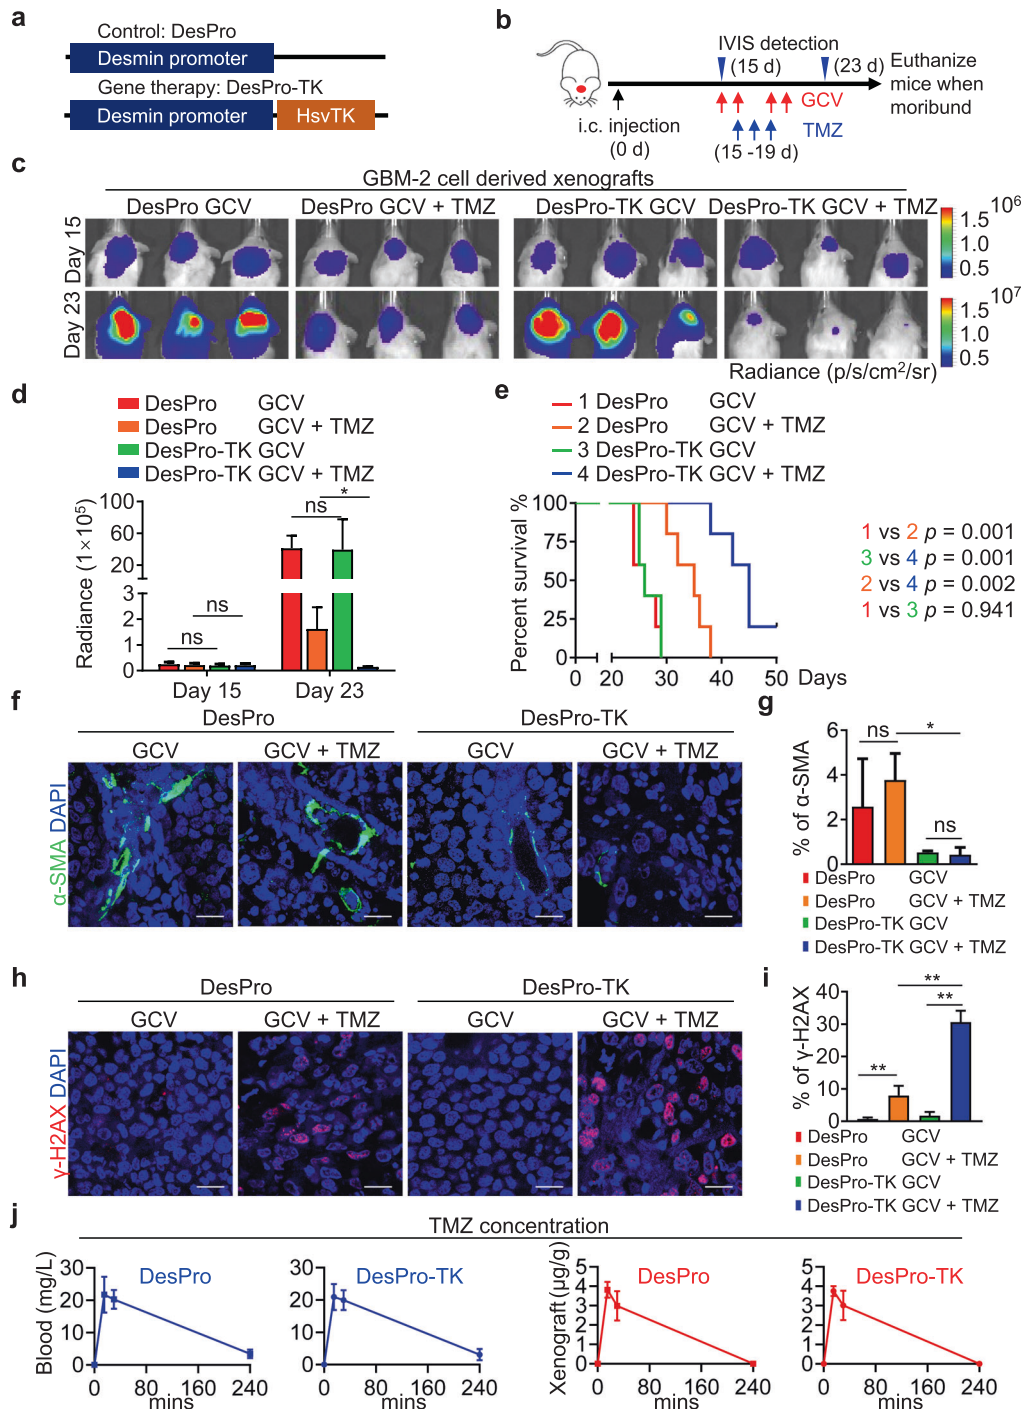 a
Control: DesPro
Desmin promoter
Gene therapy: DesPro-TK
Desmin promoter
HsvTK
b
IVIS detection
(15 d)
(23 d)
Euthanize
mice when
moribund
GCV
TMZ
i.c. injection
(0 d)
(15 -19 d)
c
GBM-2 cell derived xenografts
DesPro GCV
DesPro GCV + TMZ
DesPro-TK GCV
DesPro-TK GCV + TMZ
Day 15
10⁶
1.5
1.0
0.5
Day 23
10⁷
1.5
1.0
0.5
Radiance (p/s/cm²/sr)
d
DesPro GCV
DesPro GCV + TMZ
DesPro-TK GCV
DesPro-TK GCV + TMZ
Radiance (1×10⁵)
100
60
20
3
2
1
0
ns
ns
ns
*
Day 15
Day 23
e
1 DesPro GCV
2 DesPro GCV + TMZ
3 DesPro-TK GCV
4 DesPro-TK GCV + TMZ
Percent survival %
100
75
50
25
0
0 20 30 40 50
Days
1 vs 2 p = 0.001
3 vs 4 p = 0.001
2 vs 4 p = 0.002
1 vs 3 p = 0.941
f
DesPro
DesPro-TK
GCV
GCV + TMZ
GCV
GCV + TMZ
α-SMA DAPI
g
% of α-SMA
6
4
2
0
ns
*
ns
DesPro GCV
DesPro GCV + TMZ
DesPro-TK GCV
DesPro-TK GCV + TMZ
h
DesPro
DesPro-TK
GCV
GCV + TMZ
GCV
GCV + TMZ
γ-H2AX DAPI
i
% of γ-H2AX
40
30
20
10
0
**
**
**
DesPro GCV
DesPro GCV + TMZ
DesPro-TK GCV
DesPro-TK GCV + TMZ
j
TMZ concentration
Blood (mg/L)
30
20
10
0
DesPro
0 80 160 240
mins
30
20
10
0
DesPro-TK
0 80 160 240
mins
Xenograft (μg/g)
5
4
3
2
1
0
DesPro
0 80 160 240
mins
5
4
3
2
1
0
DesPro-TK
0 80 160 240
mins